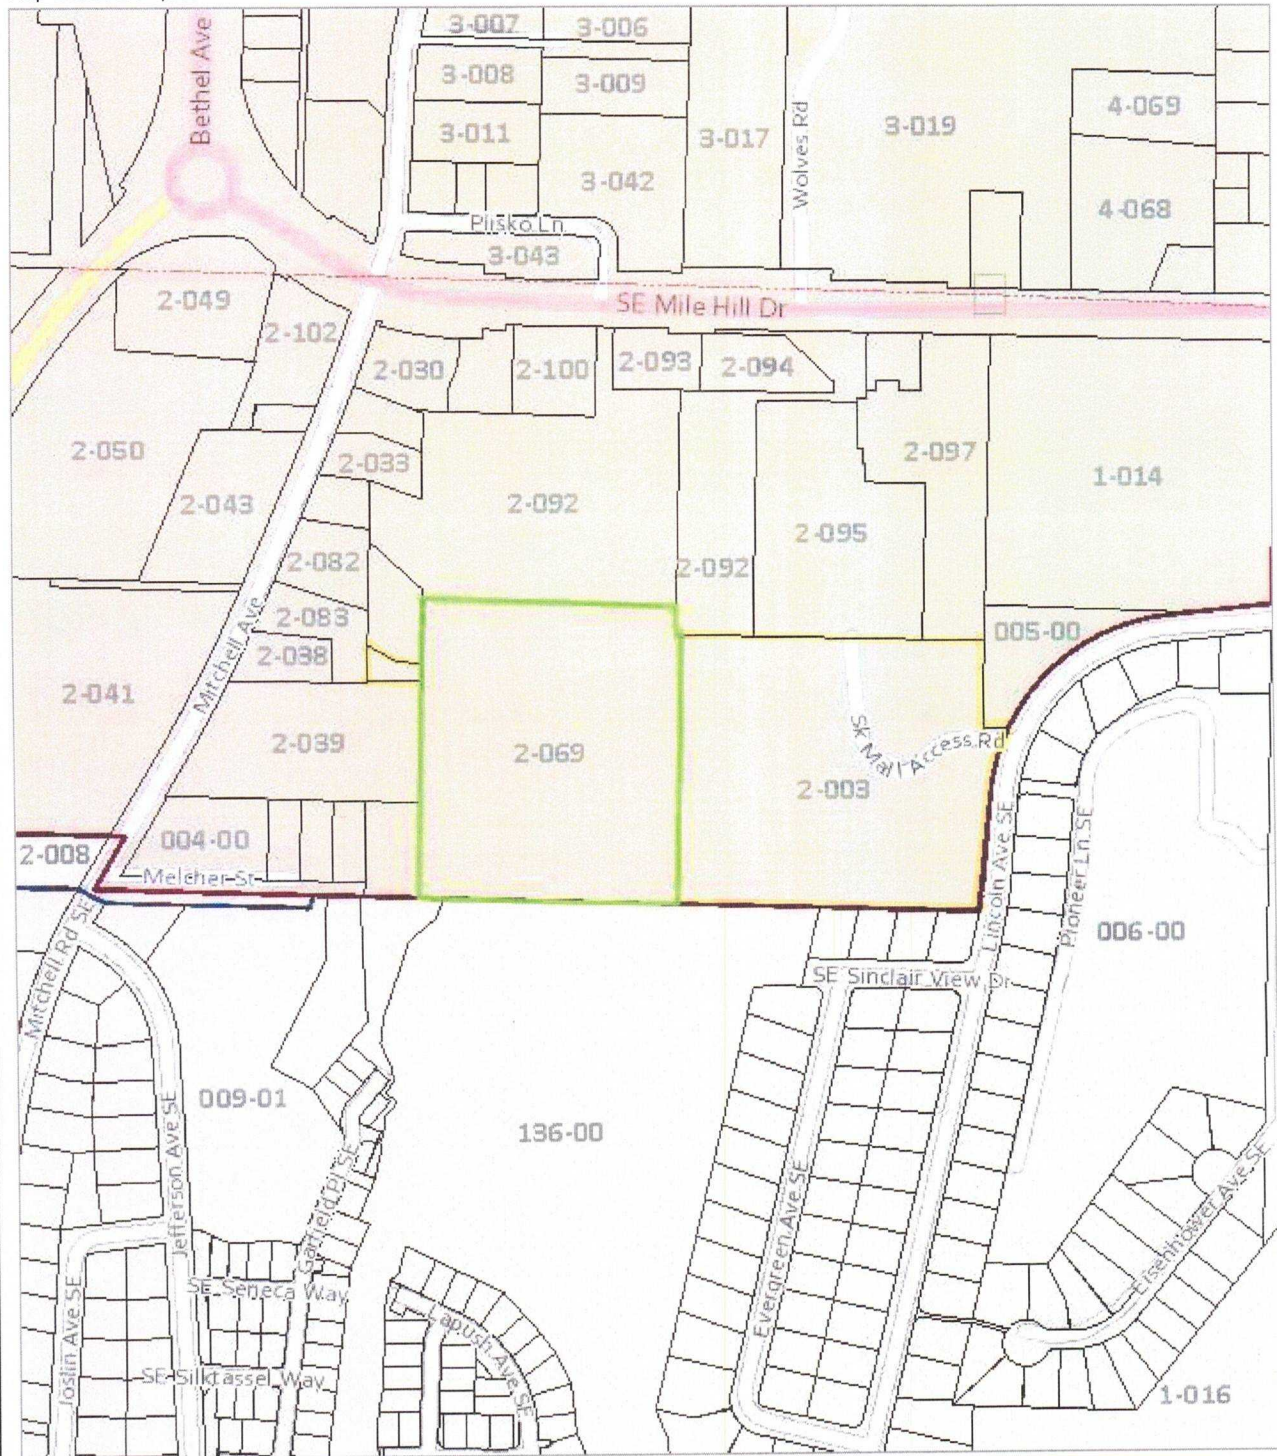 Bethel Ave
3-007
3-006
3-008
3-009
3-011
3-017
Wolves Rd
3-019
4-069
3-042
4-068
Plisko Ln
3-043
2-049
SE Mile Hill Dr
2-102
2-030
2-100
2-093
2-094
2-050
2-033
2-097
2-043
2-092
1-014
2-095
2-082
2-092
Mitchell Ave
2-083
005-00
2-038
2-041
2-039
2-069
Sk Mall Access Rd
2-003
004-00
2-008
Melcher St
Lincoln Ave SE
Pioneer Ln SE
Mitchell Rd SE
006-00
SE Sinclair View Dr
009-01
136-00
Jefferson Ave SE
Garfield Pl SE
Evergreen Ave SE
Eisenhower Ave SE
Joslin Ave SE
SE Seneca Way
Lapush Ave SE
SE Silktassel Way
1-016